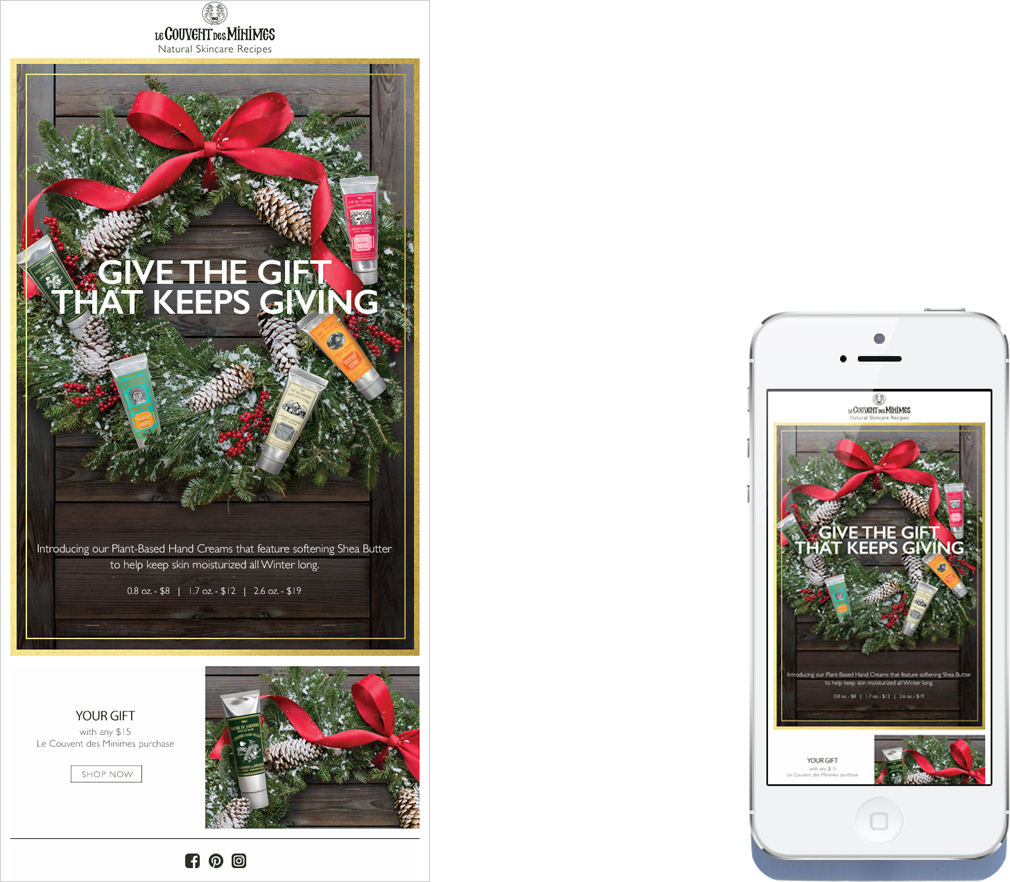 LE COUVENT DES MINIMES
Natural Skincare Recipes
GIVE THE GIFT
THAT KEEPS GIVING
Introducing our Plant-Based Hand Creams that feature softening Shea Butter
to help keep skin moisturized all Winter long.
0.8 oz. - $8 | 1.7 oz. - $12 | 2.6 oz. - $19
YOUR GIFT
with any $15
Le Couvent des Minimes purchase
SHOP NOW
LE COUVENT DES MINIMES
Natural Skincare Recipes
GIVE THE GIFT
THAT KEEPS GIVING
Introducing our Plant-Based Hand Creams that feature softening Shea Butter
to help keep skin moisturized all Winter long.
0.8 oz. - $8 | 1.7 oz. - $12 | 2.6 oz. - $19
YOUR GIFT
with any $15
Le Couvent des Minimes purchase